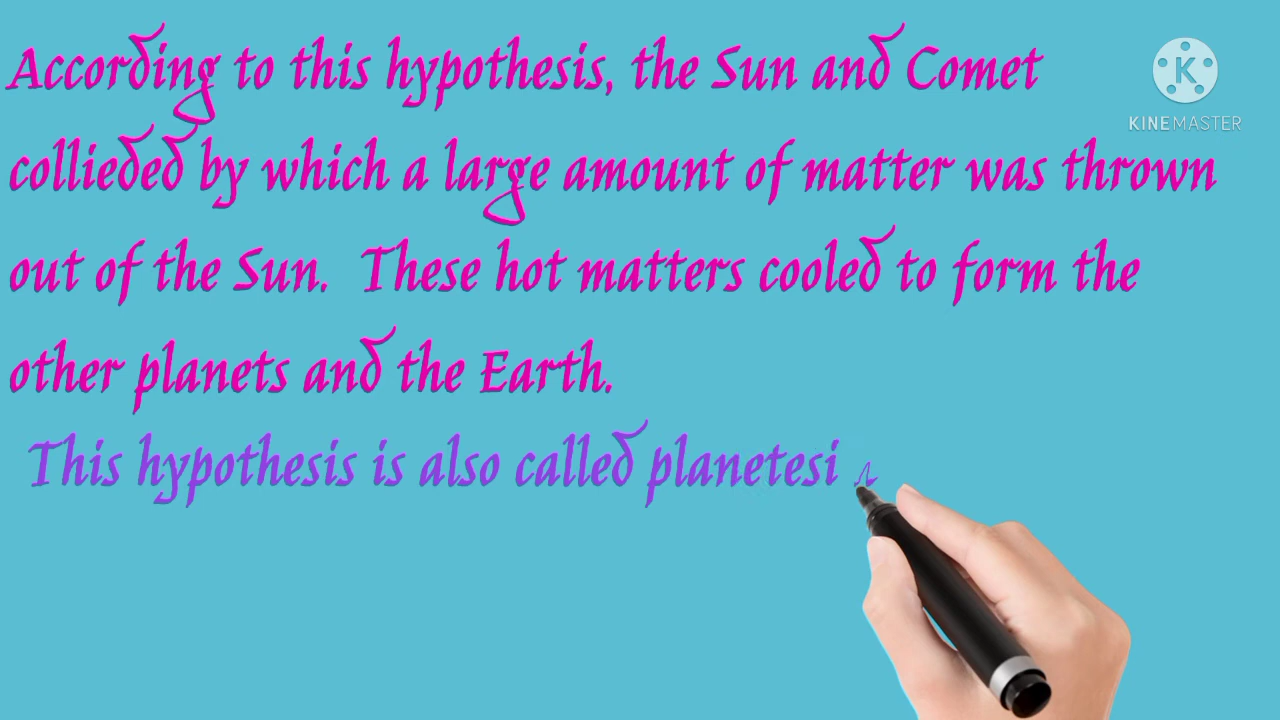 According to this hypothesis, the Sun and Comet
collieded by which a large amount of matter was thrown
out of the Sun. These hot matters cooled to form the
other planets and the Earth.
This hypothesis is also called planetesi
K
KINEMASTER